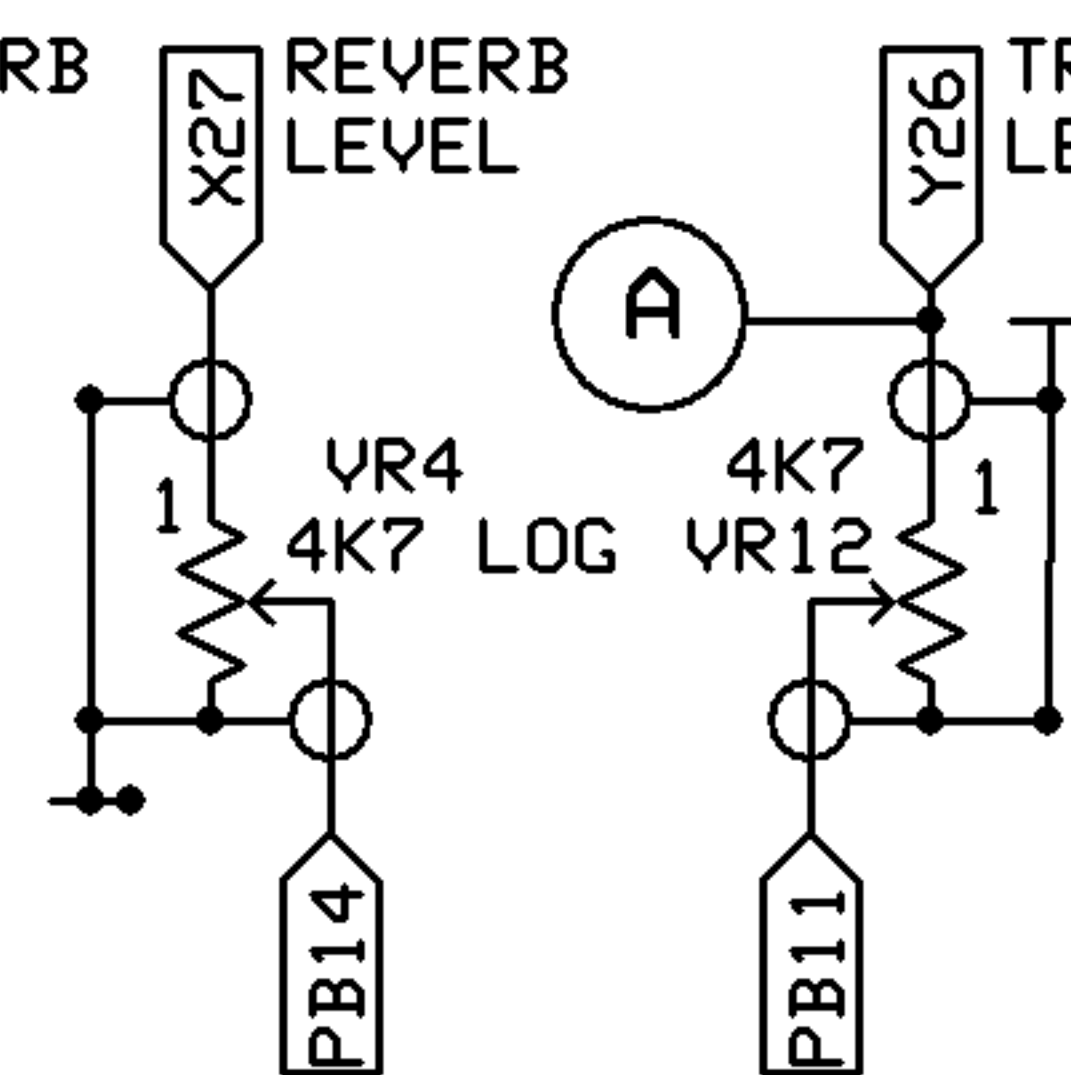 RB
X27
REVERB
LEVEL
Y26
TR
LE
A
VR4
4K7 LOG
1
4K7
VR12
1
PB14
PB11